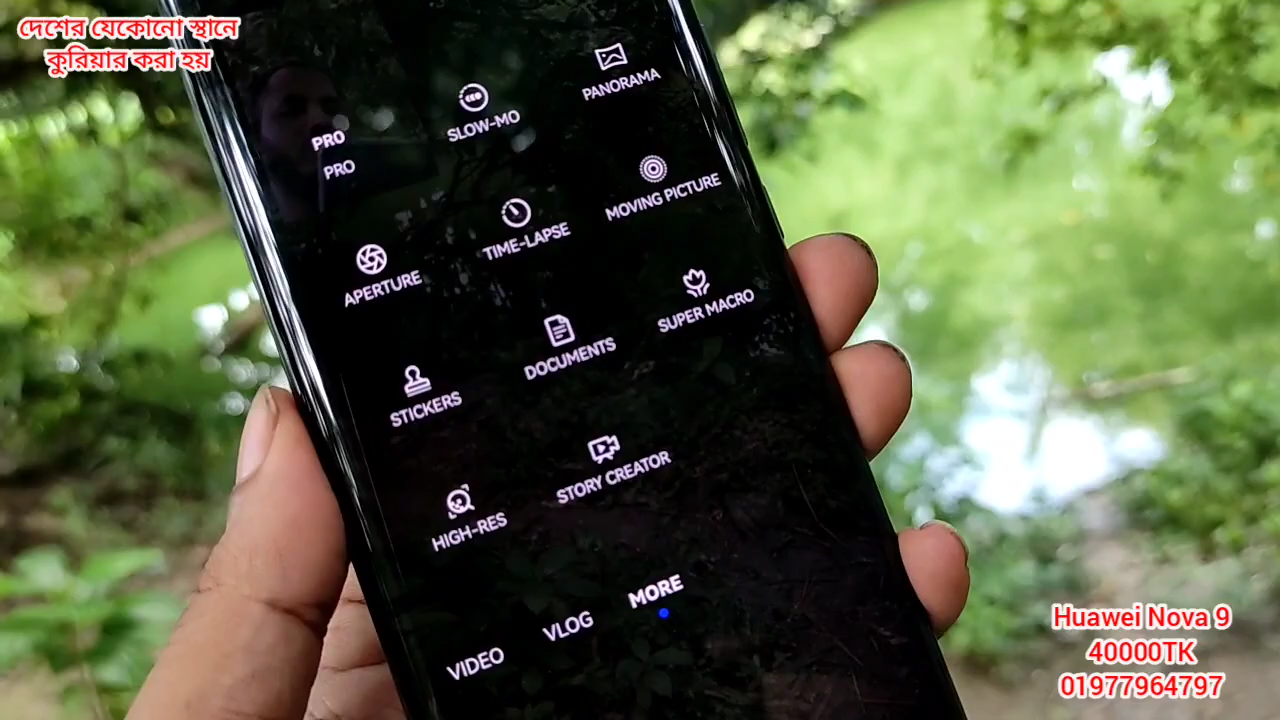 দেশের যেকোনো স্থানে
কুরিয়ার করা হয়
PANORAMA
SLOW-MO
PRO
PRO
MOVING PICTURE
TIME-LAPSE
APERTURE
SUPER MACRO
DOCUMENTS
STICKERS
STORY CREATOR
HIGH-RES
MORE
VLOG
VIDEO
Huawei Nova 9
40000TK
01977964797